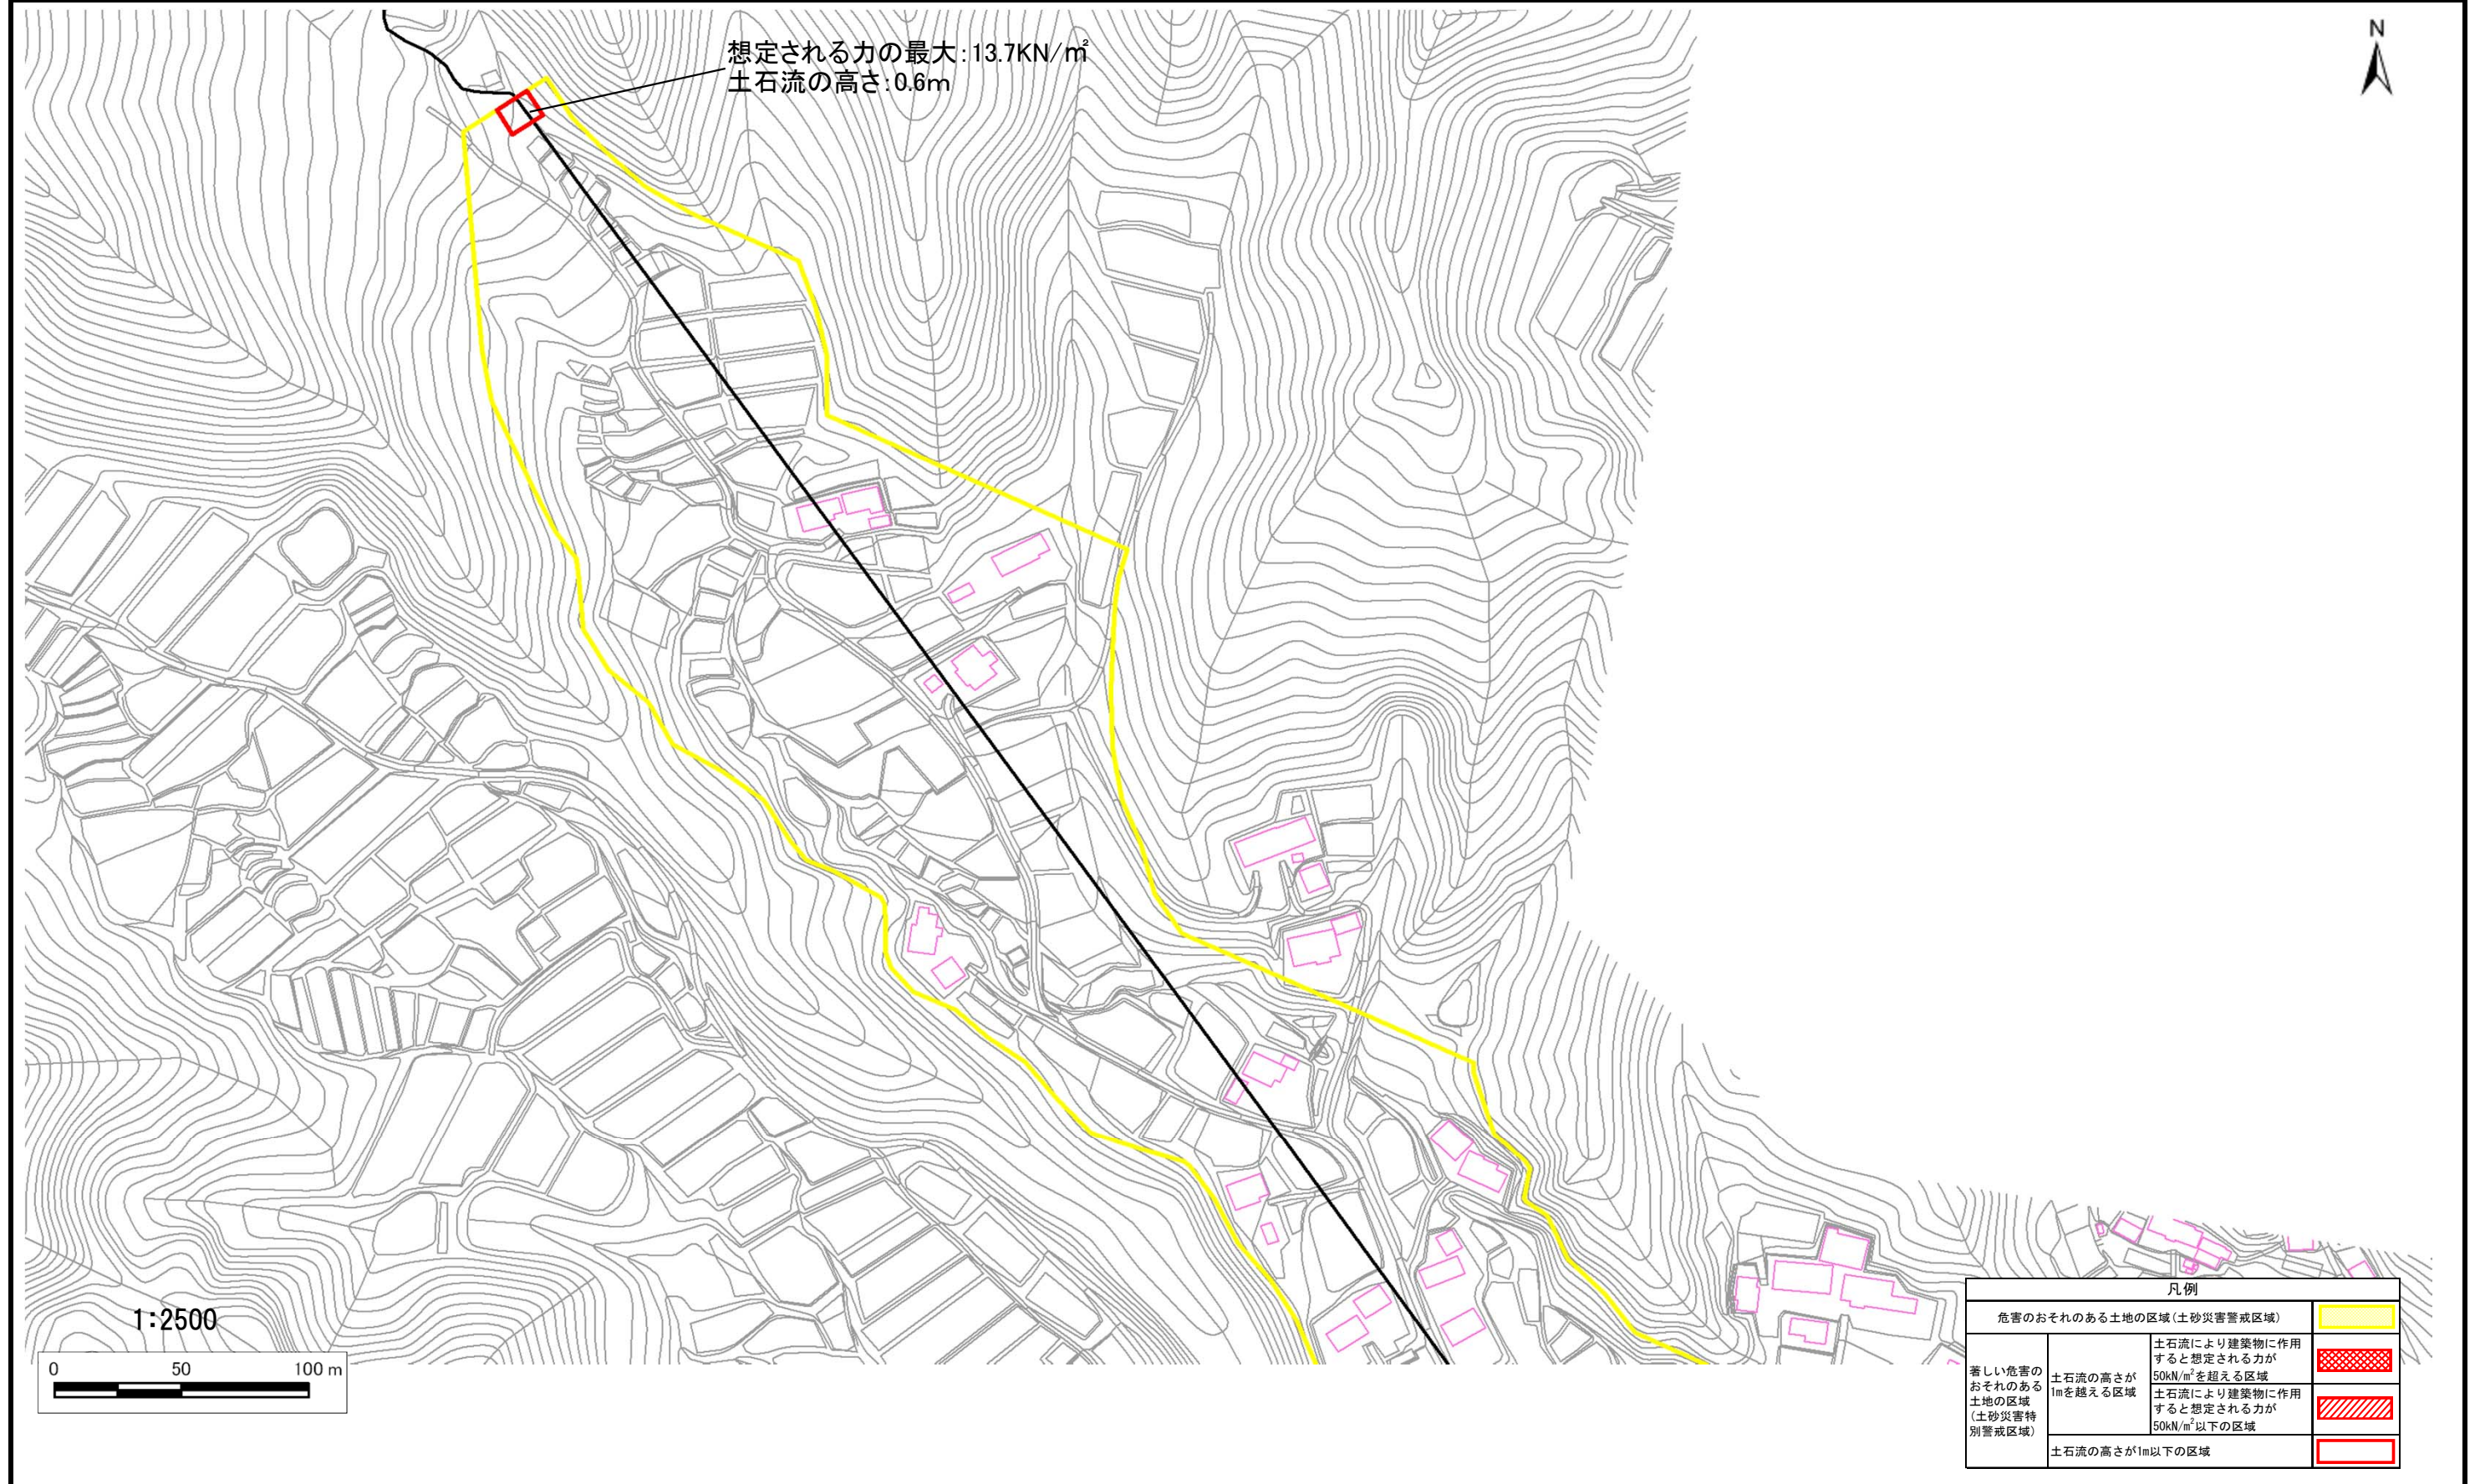 想定される力の最大:13.7KN/㎡
土石流の高さ:0.6m
N
1:2500
0 50 100 m
凡例
危害のおそれのある土地の区域(土砂災害警戒区域)
著しい危害の
おそれのある
土地の区域
(土砂災害特
別警戒区域)
土石流の高さが
1mを越える区域
土石流により建築物に作用
すると想定される力が
50kN/m²を超える区域
土石流により建築物に作用
すると想定される力が
50kN/m²以下の区域
土石流の高さが1m以下の区域